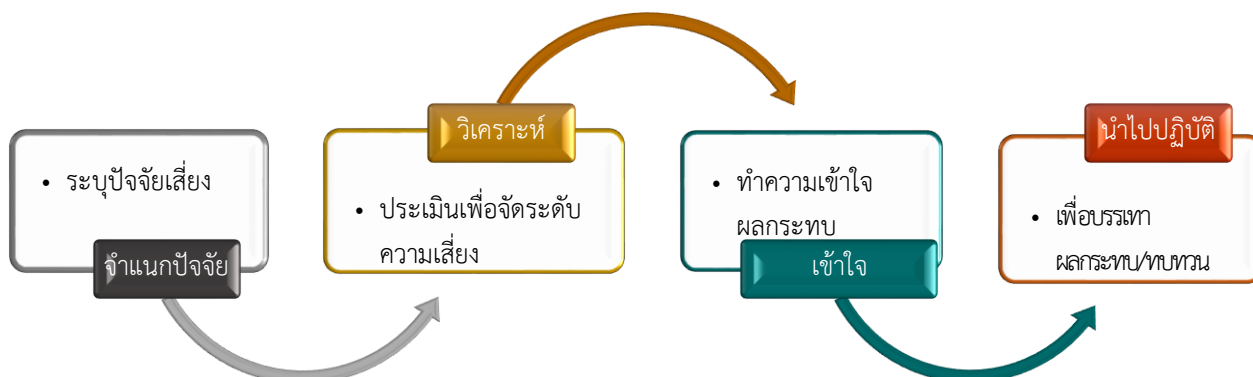 • ระบุปัจจัยเสี่ยง
จำแนกปัจจัย
วิเคราะห์
• ประเมินเพื่อจัดระดับ
ความเสี่ยง
• ทำความเข้าใจ
ผลกระทบ
เข้าใจ
นำไปปฏิบัติ
• เพื่อบรรเทา
ผลกระทบ/ทบทวน